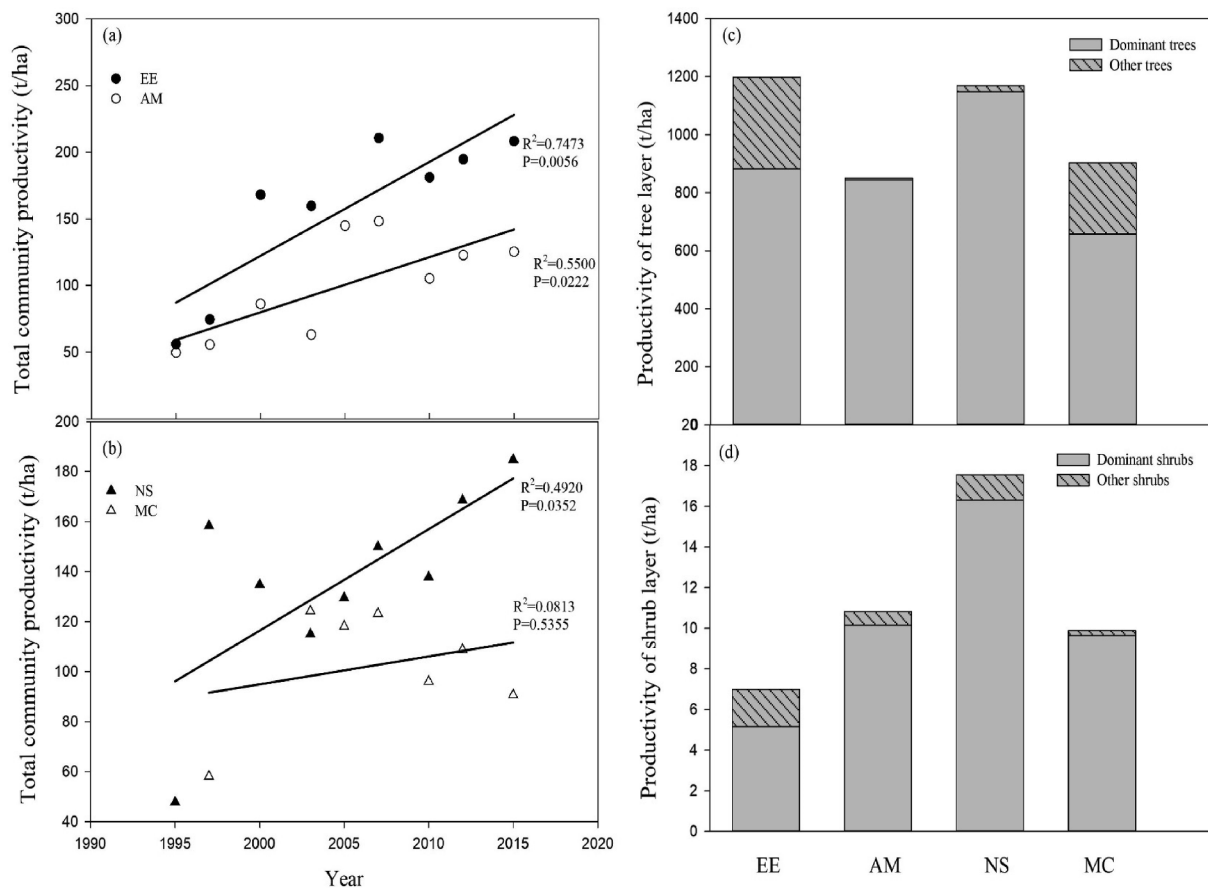 (a)
EE
AM
R²=0.7473
P=0.0056
R²=0.5500
P=0.0222
Total community productivity (t/ha)
300
250
200
150
100
50
(b)
NS
MC
R²=0.4920
P=0.0352
R²=0.0813
P=0.5355
Total community productivity (t/ha)
200
180
160
140
120
100
80
60
40
1990 1995 2000 2005 2010 2015 2020
Year
(c)
Dominant trees
Other trees
Productivity of tree layer (t/ha)
1400
1200
1000
800
600
400
200
0
(d)
Dominant shrubs
Other shrubs
Productivity of shrub layer (t/ha)
20
18
16
14
12
10
8
6
4
2
0
EE AM NS MC